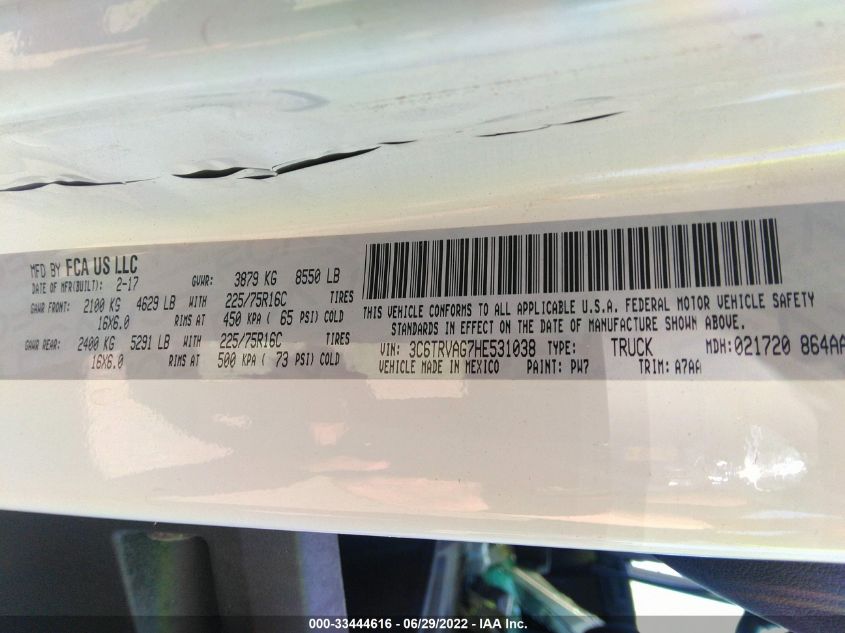 MFD BY FCA US LLC
DATE OF MFR(BUILT): 2-17 GVWR: 3879 KG 8550 LB
GAWR FRONT: 2100 KG 4629 LB WITH 225/75R16C TIRES
16X6.0 RIMS AT 450 KPA ( 65 PSI) COLD
GAWR REAR: 2400 KG 5291 LB WITH 225/75R16C TIRES
16X6.0 RIMS AT 500 KPA ( 73 PSI) COLD
THIS VEHICLE CONFORMS TO ALL APPLICABLE U.S.A. FEDERAL MOTOR VEHICLE SAFETY
STANDARDS IN EFFECT ON THE DATE OF MANUFACTURE SHOWN ABOVE.
VIN: 3C6TRVAG7HE531038 TYPE: TRUCK MDH:021720 864AA
VEHICLE MADE IN MEXICO PAINT: PW7 TRIM: A7AA
000-33444616 - 06/29/2022 - IAA Inc.